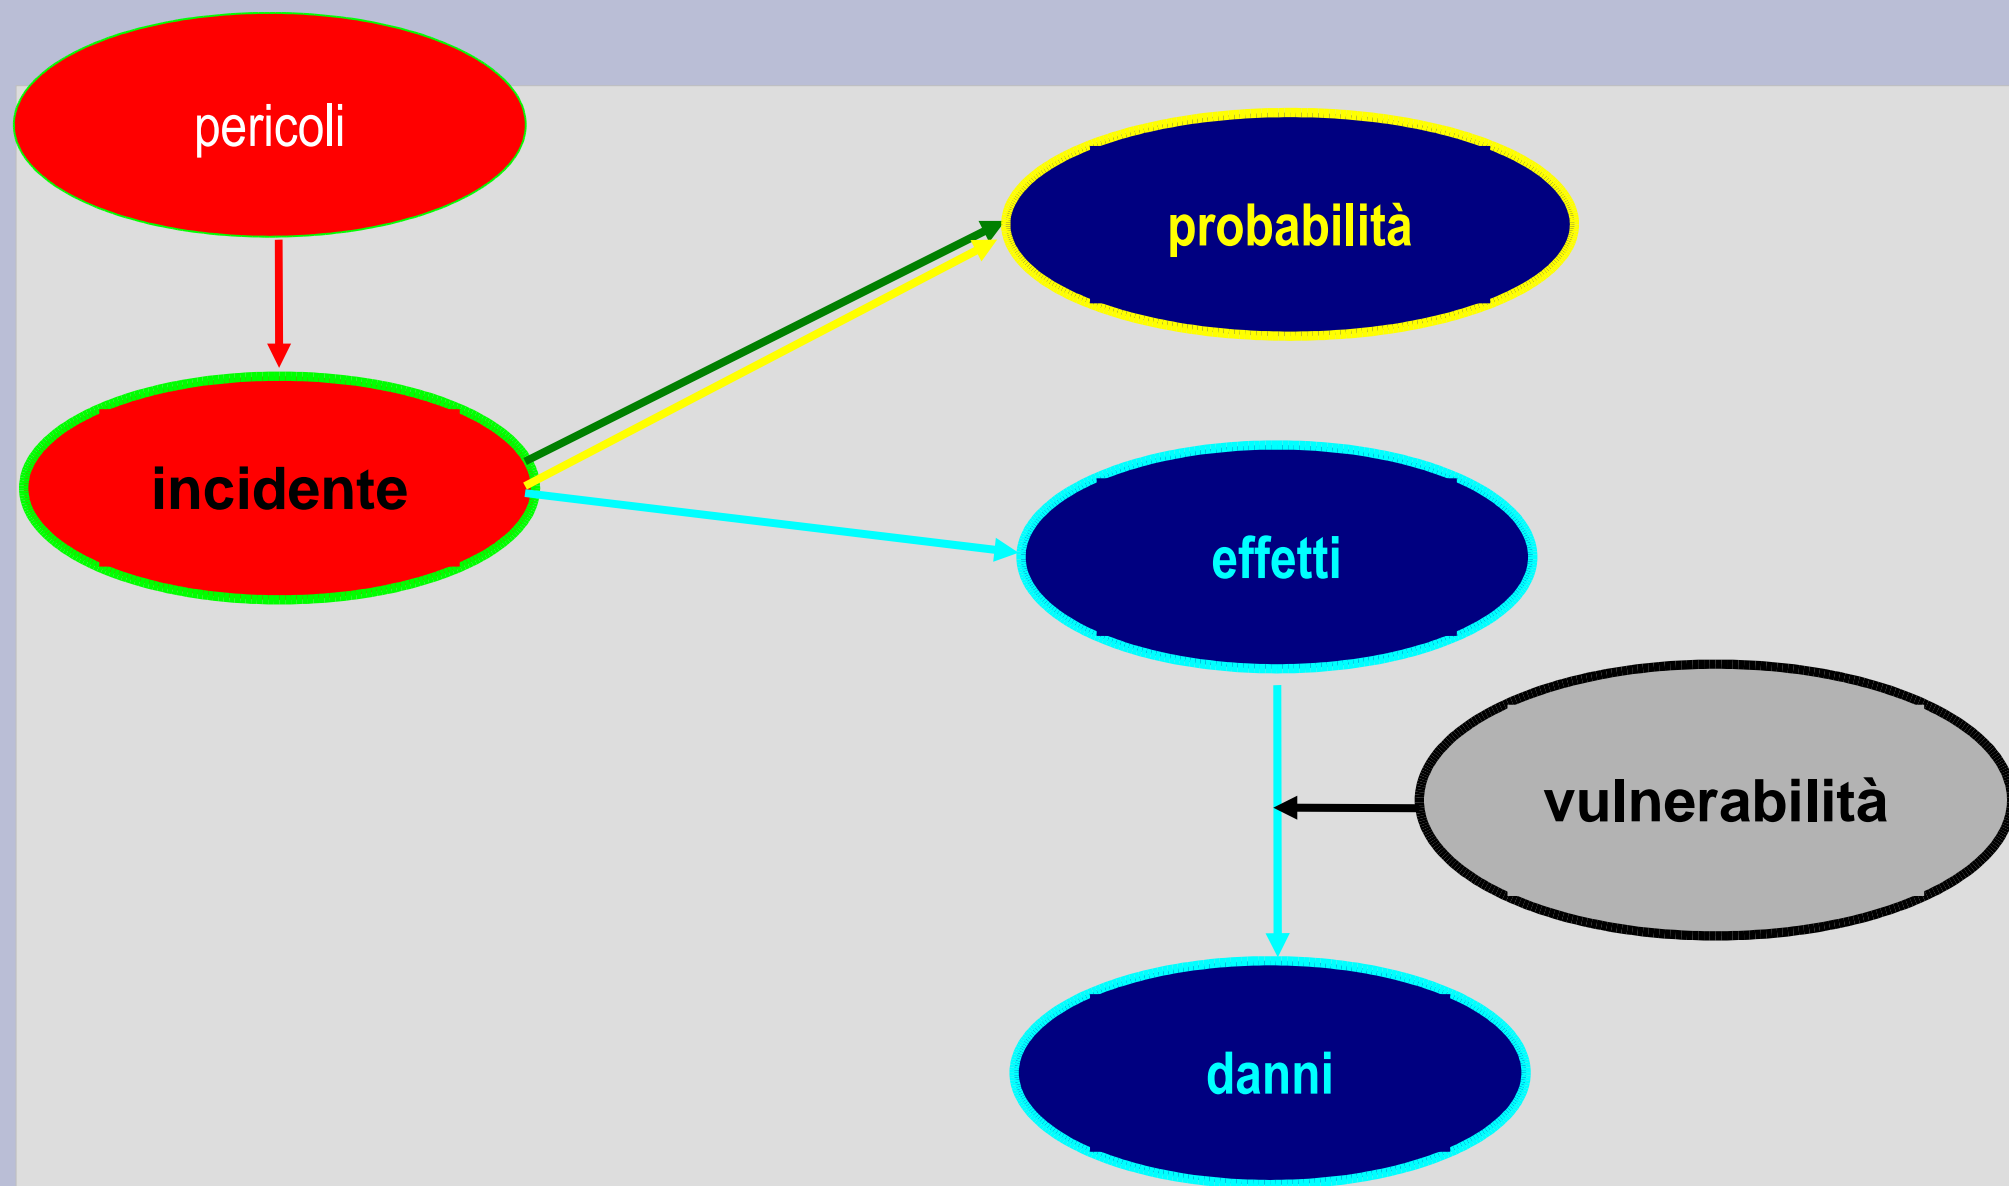 pericoli
probabilità
incidente
effetti
vulnerabilità
danni